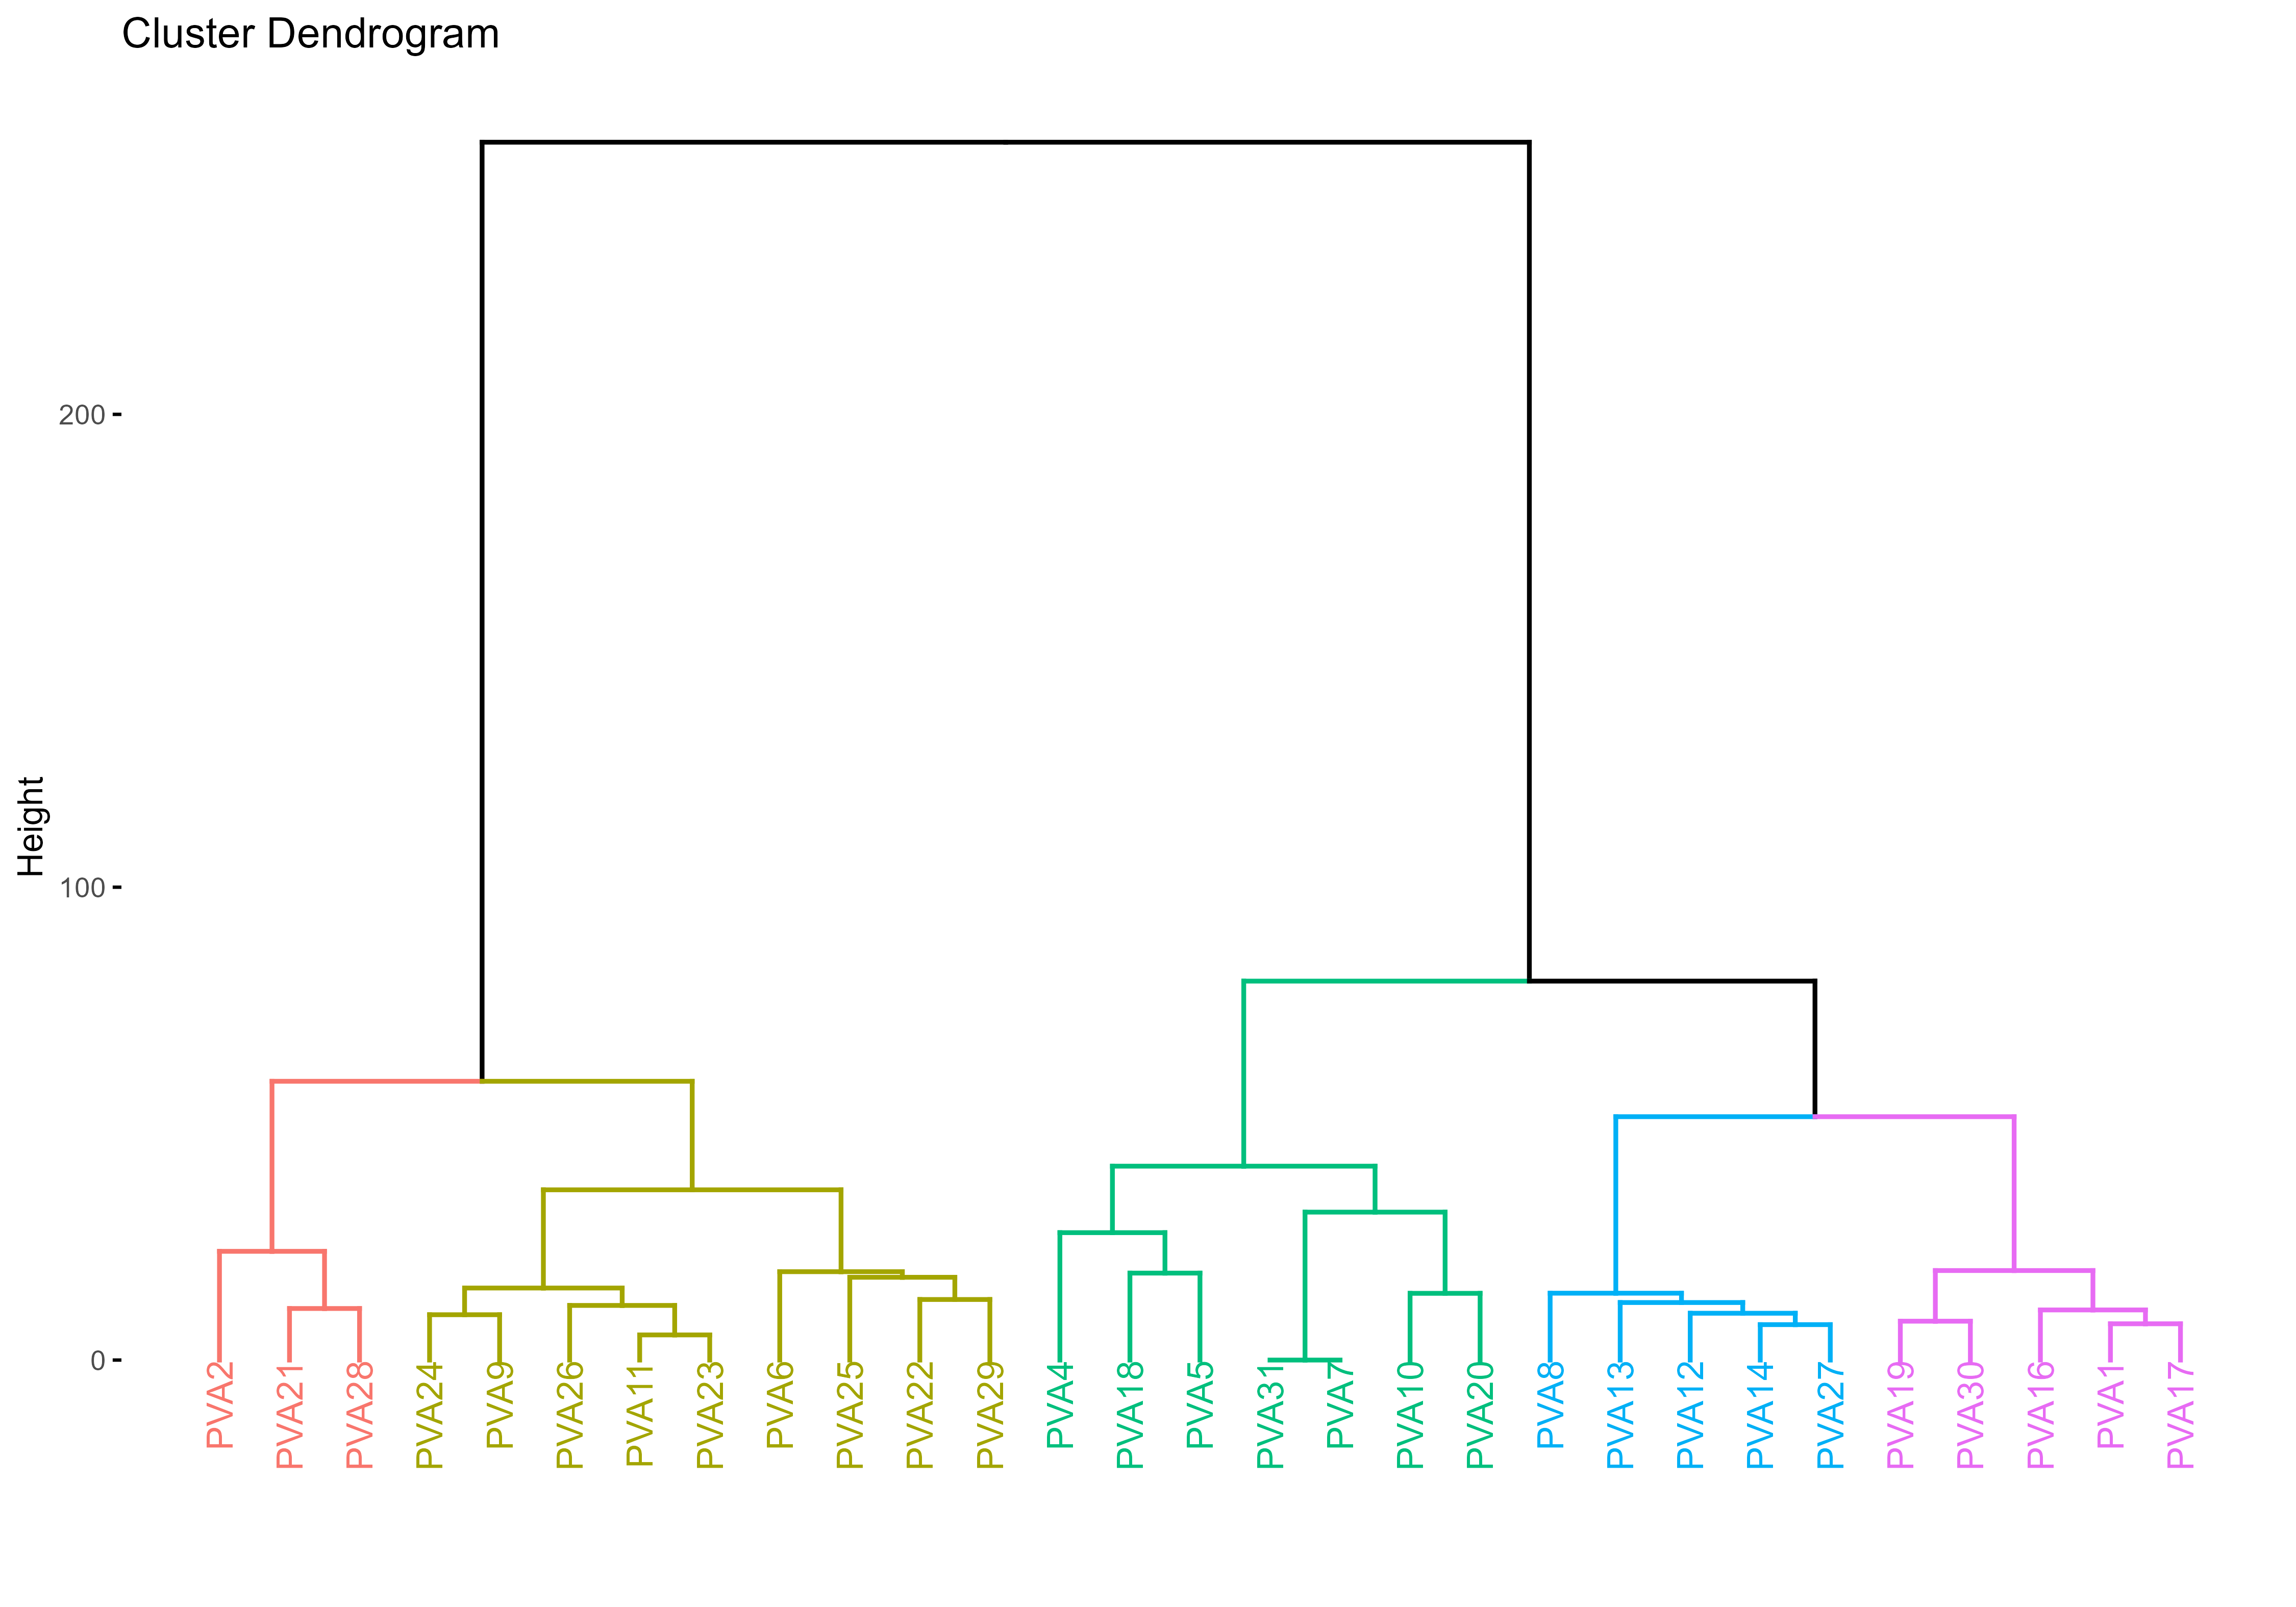 Cluster Dendrogram
200
100
0
Height
PVA2
PVA21
PVA28
PVA24
PVA9
PVA26
PVA11
PVA23
PVA6
PVA25
PVA22
PVA29
PVA4
PVA18
PVA5
PVA31
PVA7
PVA10
PVA20
PVA8
PVA13
PVA12
PVA14
PVA27
PVA19
PVA30
PVA16
PVA1
PVA17